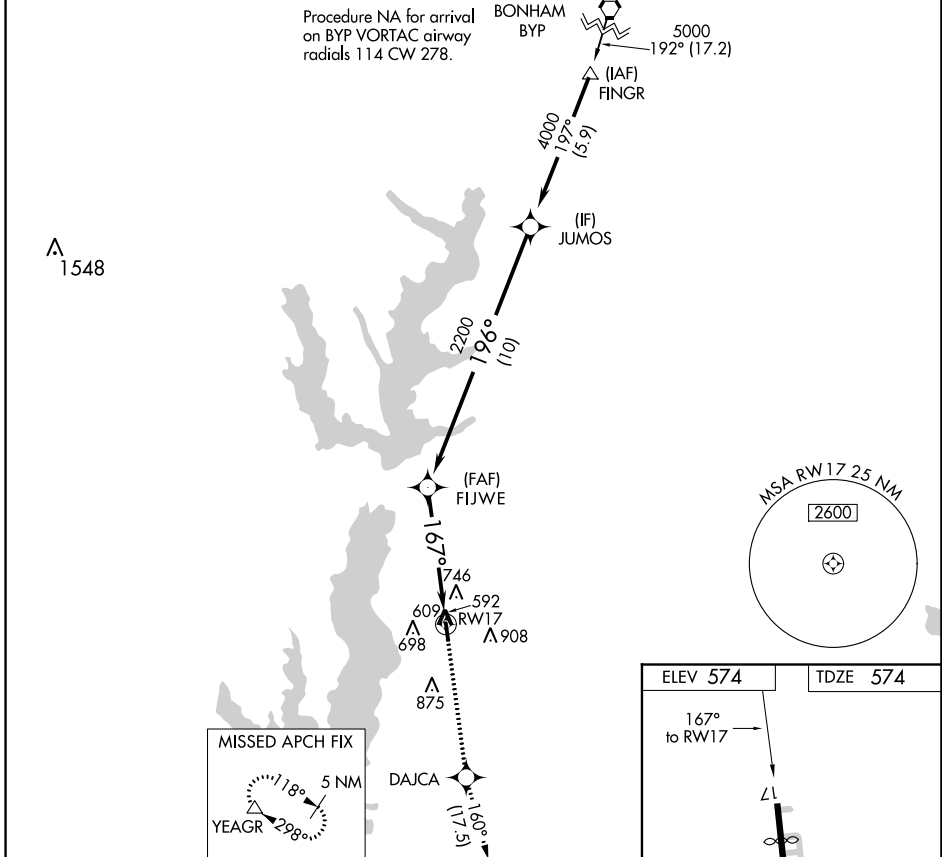 Procedure NA for arrival
on BYP VORTAC airway
radials 114 CW 278.
BONHAM
BYP
5000
192° (17.2)
(IAF)
FINGR
4000
197°
(5.9)
(IF)
JUMOS
1548
2200
196°
(10)
(FAF)
FIJWE
MSA RW17 25 NM
2600
167°
746
592
609
RW17
698
908
875
ELEV 574
TDZE 574
167°
to RW17
17
MISSED APCH FIX
118°
5 NM
YEAGR
298°
DAJCA
160°
(17.5)